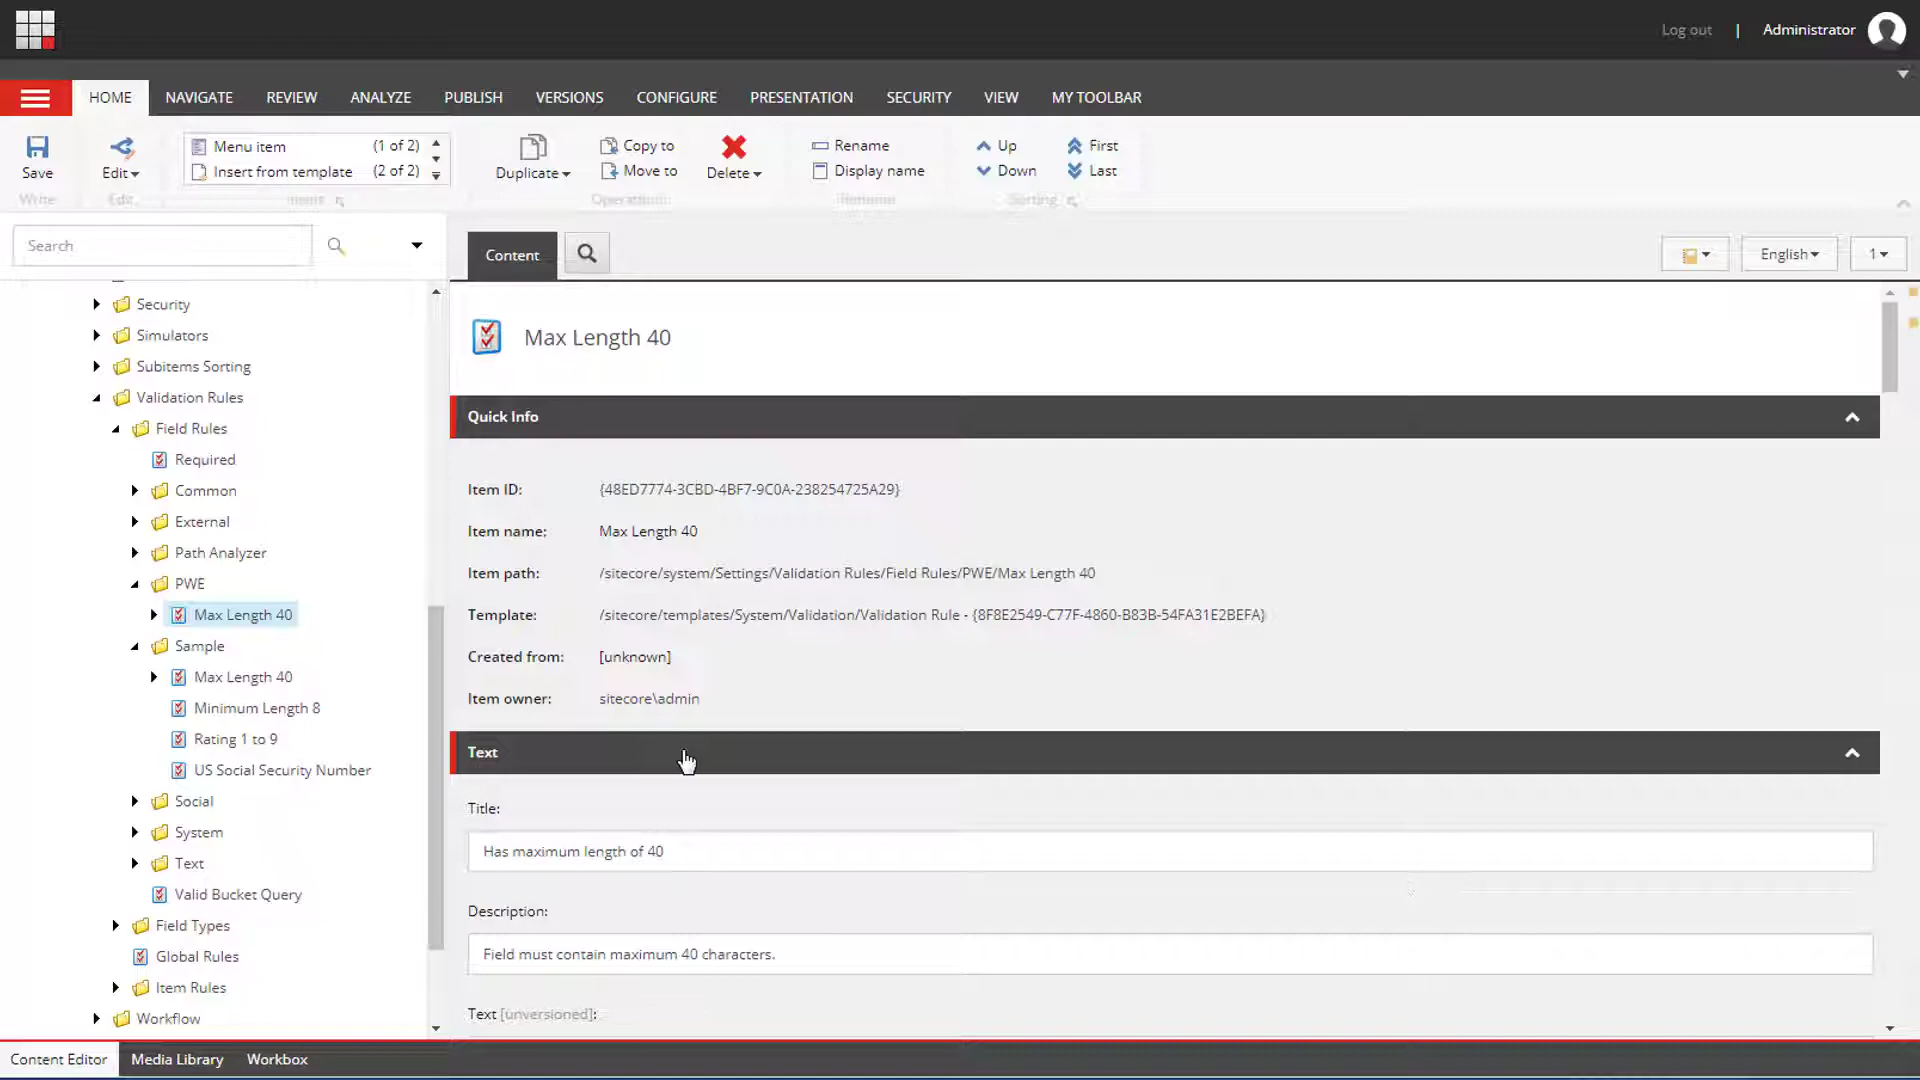 Log out | Administrator
HOME NAVIGATE REVIEW ANALYZE PUBLISH VERSIONS CONFIGURE PRESENTATION SECURITY VIEW MY TOOLBAR
Save
Write
Edit
Edit
Menu item (1 of 2)
Insert from template (2 of 2)
Insert
Duplicate
Copy to
Move to
Delete
Operations
Rename
Display name
Rename
Up
Down
First
Last
Sorting
Search
Security
Simulators
Subitems Sorting
Validation Rules
Field Rules
Required
Common
External
Path Analyzer
PWE
Max Length 40
Sample
Max Length 40
Minimum Length 8
Rating 1 to 9
US Social Security Number
Social
System
Text
Valid Bucket Query
Field Types
Global Rules
Item Rules
Workflow
Content
English
1
Max Length 40
Quick Info
Item ID: {48ED7774-3CBD-4BF7-9C0A-238254725A29}
Item name: Max Length 40
Item path: /sitecore/system/Settings/Validation Rules/Field Rules/PWE/Max Length 40
Template: /sitecore/templates/System/Validation/Validation Rule - {8F8E2549-C77F-4860-B83B-54FA31E2BEFA}
Created from: [unknown]
Item owner: sitecore\admin
Text
Title:
Has maximum length of 40
Description:
Field must contain maximum 40 characters.
Text [unversioned]:
Content Editor Media Library Workbox